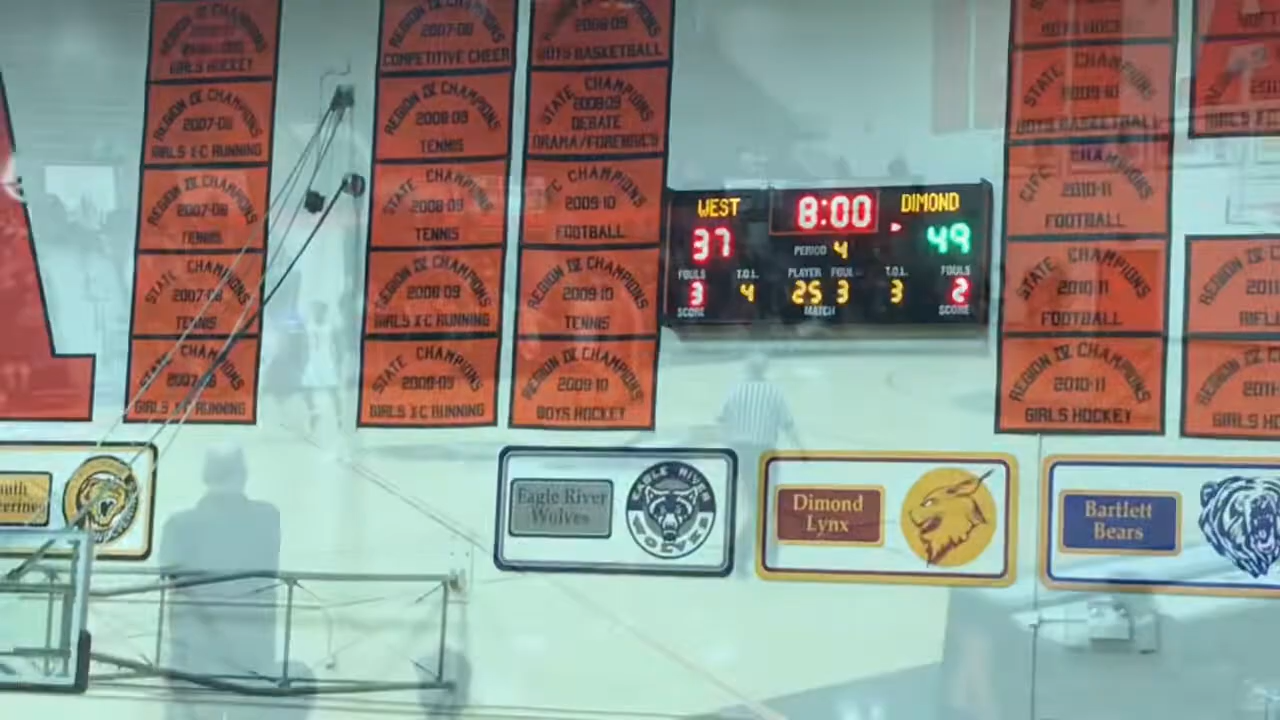 REGION IV CHAMPIONS
2007-08
GIRLS HOCKEY
REGION IV CHAMPIONS
2007-08
GIRLS X-C RUNNING
REGION IV CHAMPIONS
2007-08
TENNIS
STATE CHAMPIONS
2007-08
TENNIS
STATE CHAMPIONS
2007-08
GIRLS X-C RUNNING
REGION IV CHAMPIONS
2007-08
COMPETITIVE CHEER
REGION IV CHAMPIONS
2008-09
TENNIS
STATE CHAMPIONS
2008-09
TENNIS
REGION IV CHAMPIONS
2008-09
GIRLS X-C RUNNING
STATE CHAMPIONS
2008-09
GIRLS X-C RUNNING
2008-09
BOYS BASKETBALL
STATE CHAMPIONS
2008-09
DEBATE
DRAMA/FORENSICS
CHAMPIONS
2009-10
FOOTBALL
REGION IV CHAMPIONS
2009-10
TENNIS
REGION IV CHAMPIONS
2009-10
BOYS HOCKEY
WEST 8:00 DIMOND
37 49
PERIOD 4
FOULS T.O.L. PLAYER FOUL T.O.L. FOULS
3 4 25 3 3 2
SCORE MATCH SCORE
BOYS HOCKEY
STATE CHAMPIONS
2009-10
BOYS BASKETBALL
CIFC CHAMPIONS
2010-11
FOOTBALL
STATE CHAMPIONS
2010-11
FOOTBALL
REGION IV CHAMPIONS
2010-11
GIRLS HOCKEY
Eagle River
Wolves
EAGLE RIVER
WOLVES
Dimond
Lynx
Bartlett
Bears